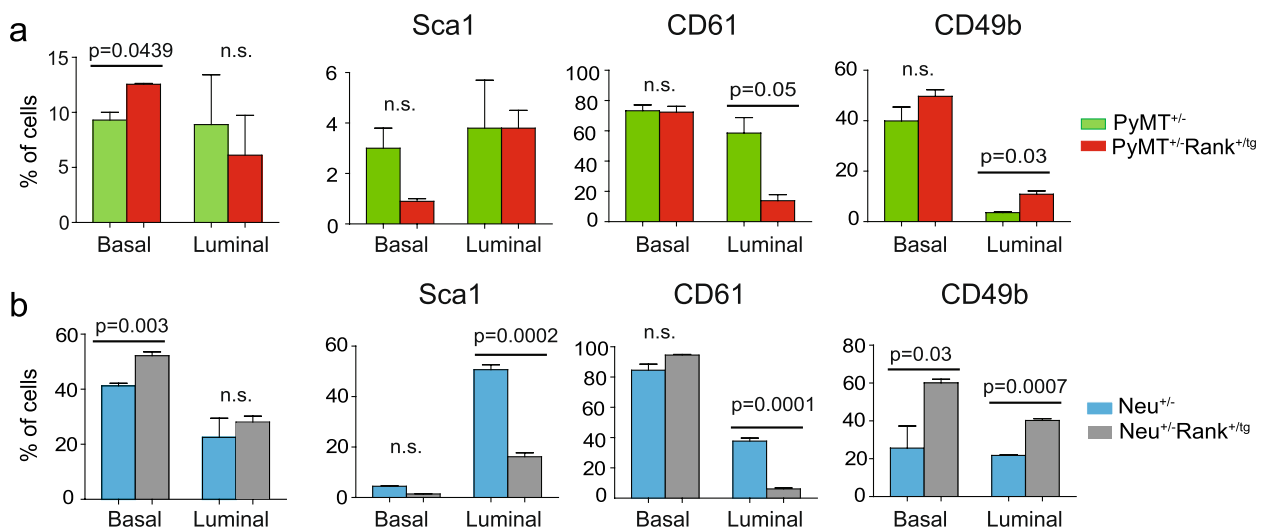 a
Sca1
CD61
CD49b
% of cells
15
10
5
0
p=0.0439
n.s.
Basal
Luminal
6
4
2
0
n.s.
Basal
Luminal
100
80
60
40
20
0
n.s.
p=0.05
Basal
Luminal
60
40
20
0
n.s.
p=0.03
Basal
Luminal
PyMT+/-
PyMT+/-Rank+/tg
b
Sca1
CD61
CD49b
% of cells
60
40
20
0
p=0.003
n.s.
Basal
Luminal
60
40
20
0
n.s.
p=0.0002
Basal
Luminal
100
80
60
40
20
0
n.s.
p=0.0001
Basal
Luminal
80
60
40
20
0
p=0.03
p=0.0007
Basal
Luminal
Neu+/-
Neu+/-Rank+/tg